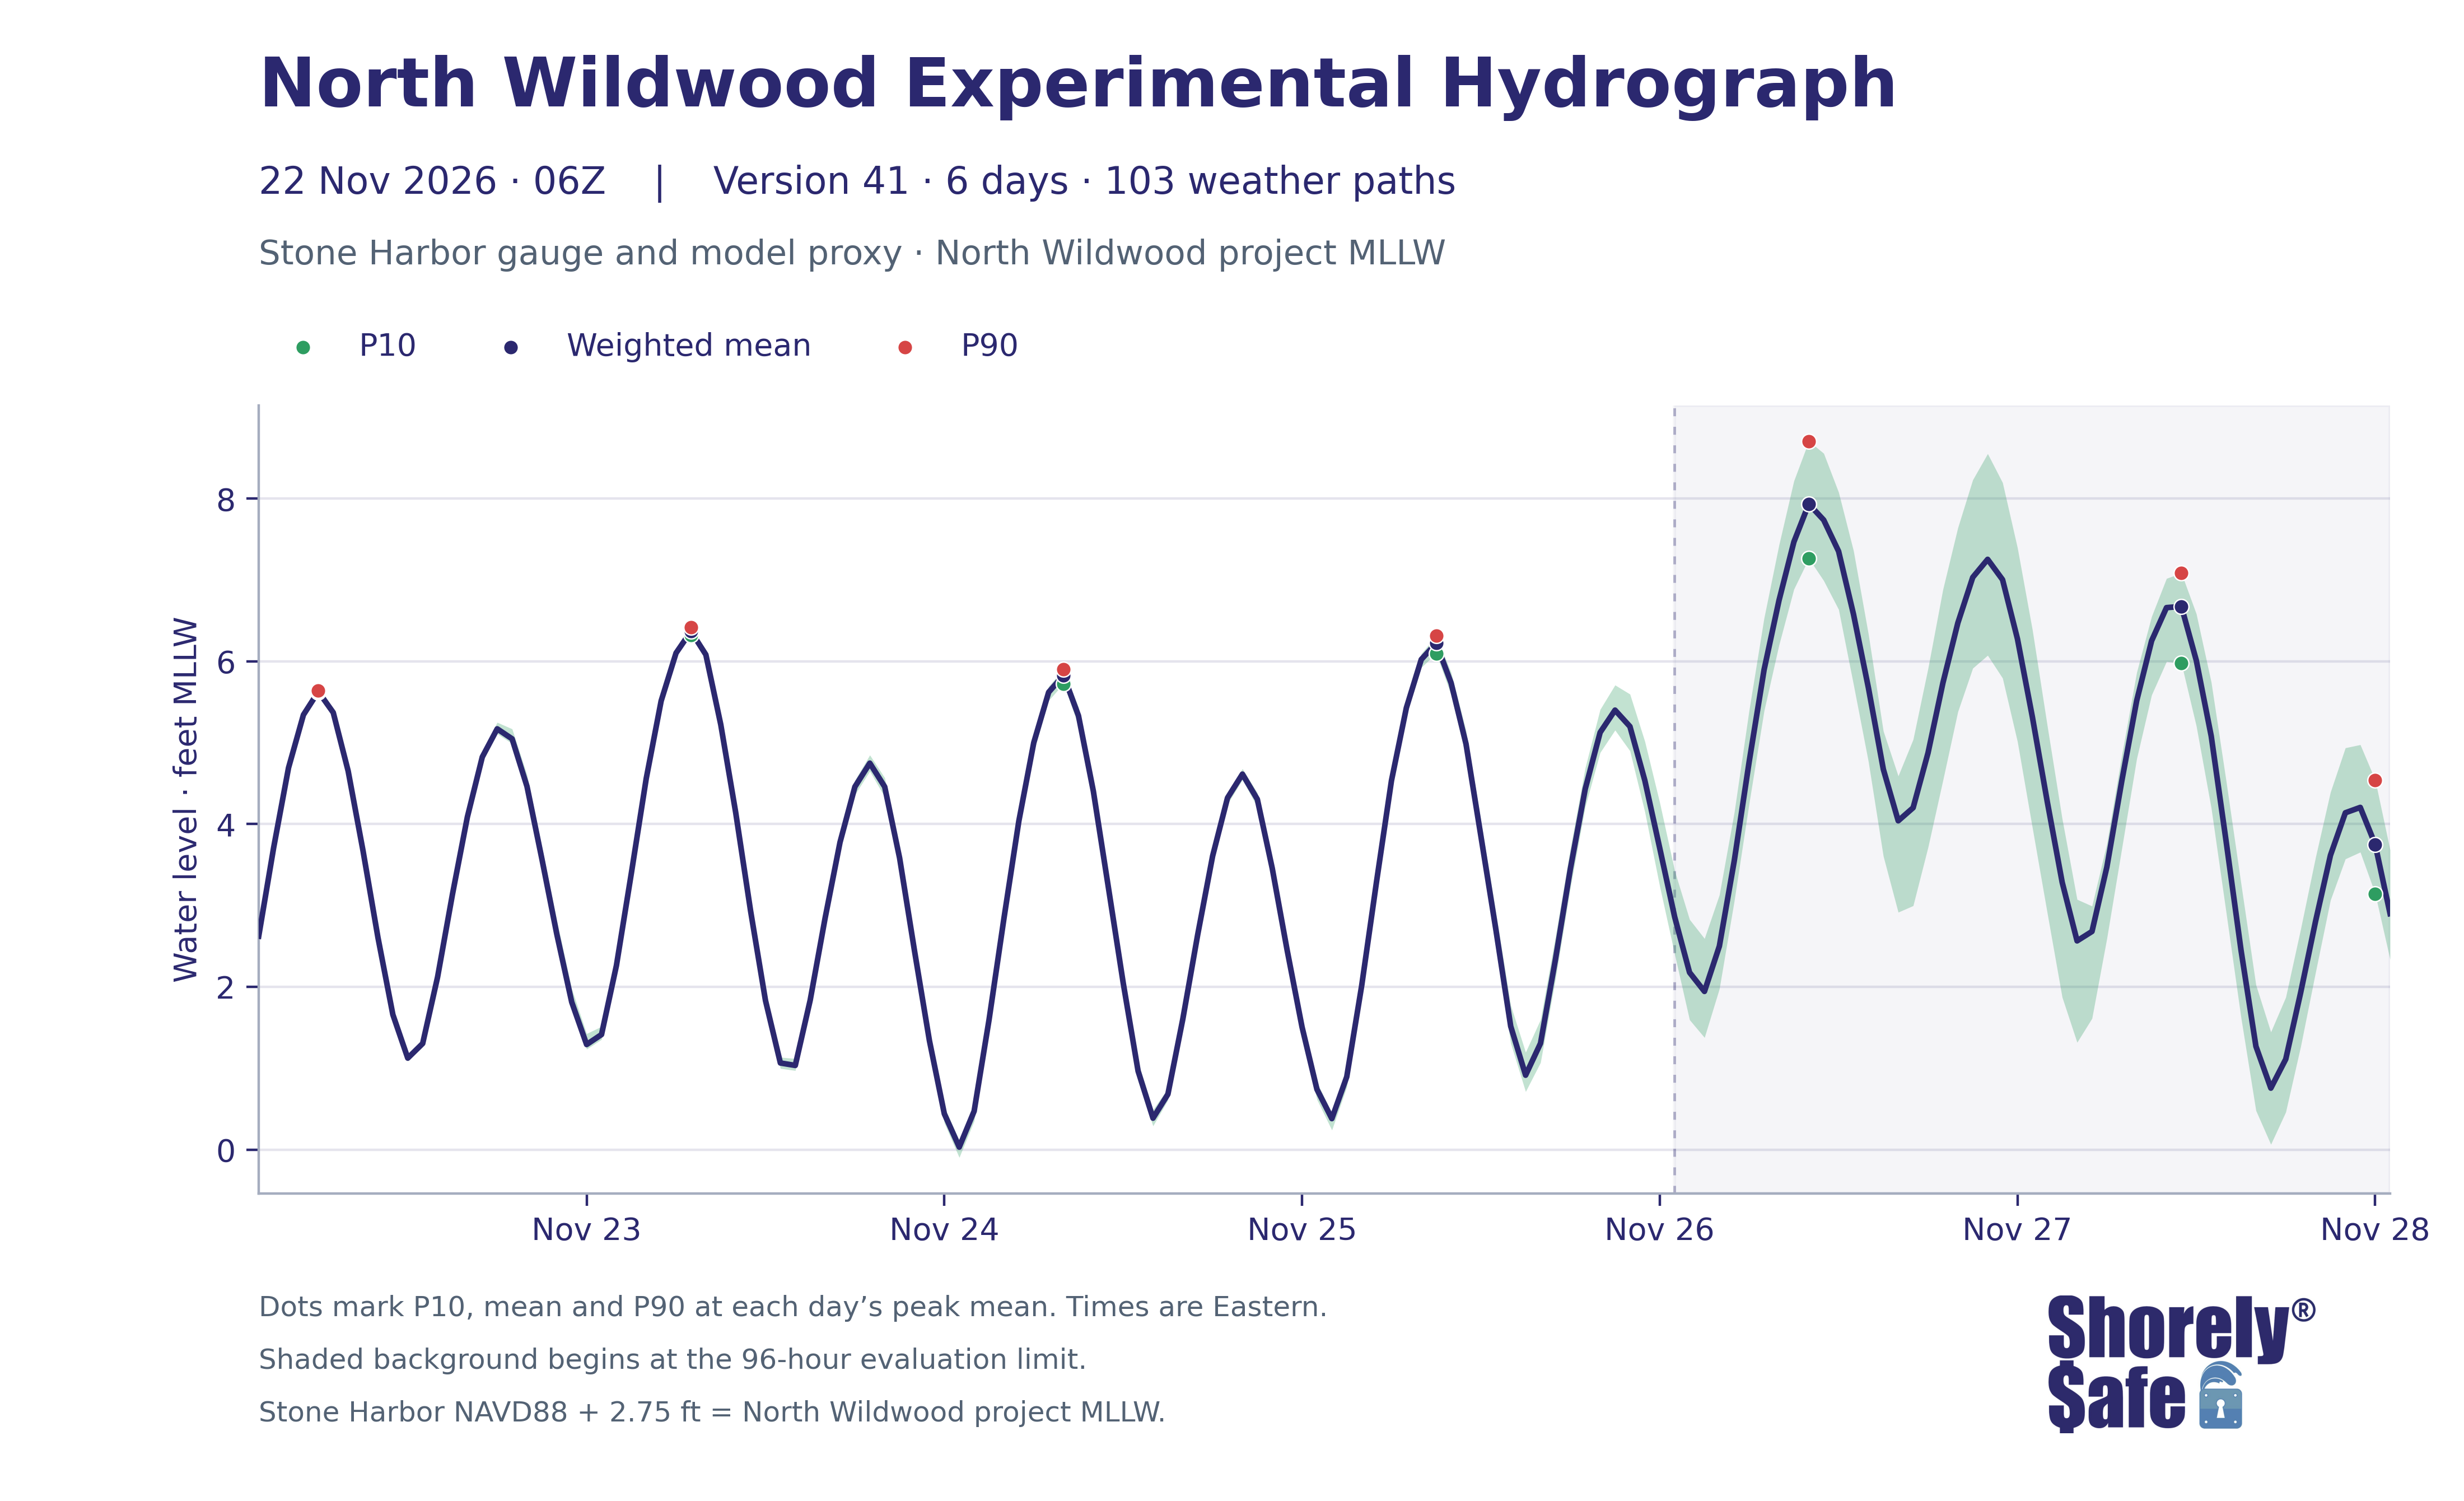 North Wildwood Experimental Hydrograph
22 Nov 2026 · 06Z | Version 41 · 6 days · 103 weather paths
Stone Harbor gauge and model proxy · North Wildwood project MLLW
P10 Weighted mean P90
Water level · feet MLLW
8
6
4
2
0
Nov 23 Nov 24 Nov 25 Nov 26 Nov 27 Nov 28
Dots mark P10, mean and P90 at each day’s peak mean. Times are Eastern.
Shaded background begins at the 96-hour evaluation limit.
Stone Harbor NAVD88 + 2.75 ft = North Wildwood project MLLW.
Shorely®
$afe